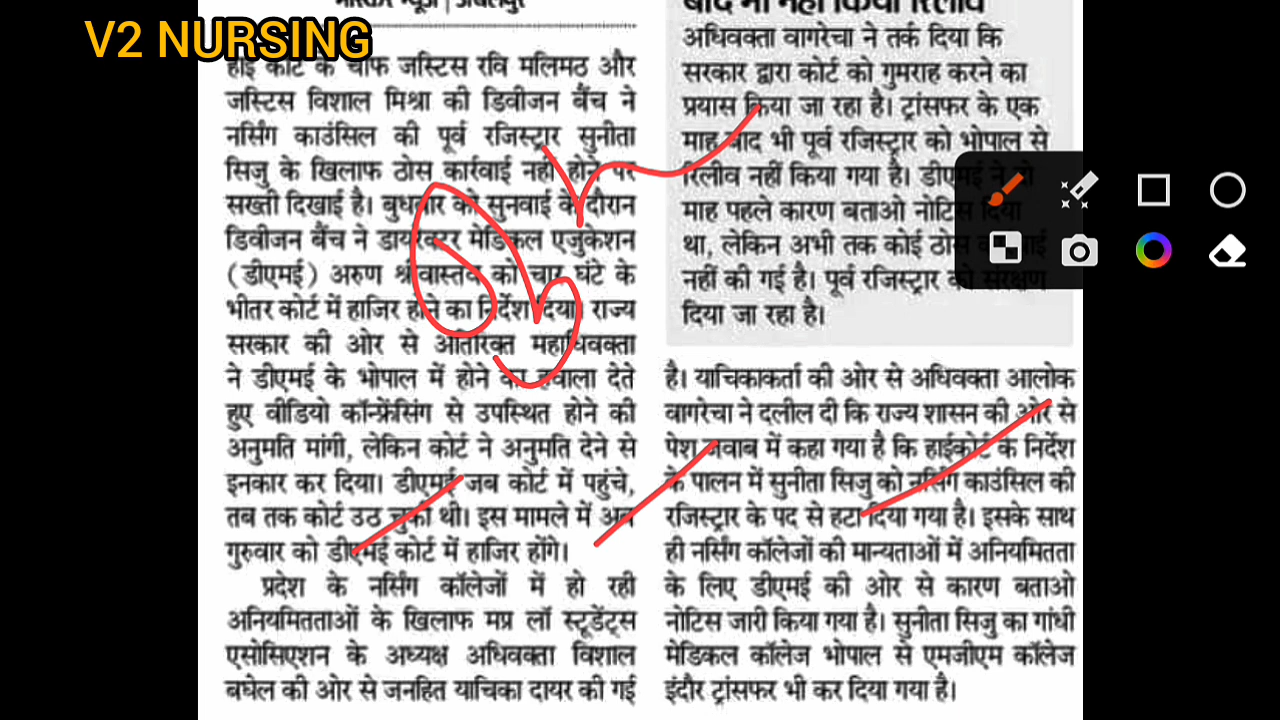 V2 NURSING
भास्कर न्यूज | जबलपुर
हाई कोर्ट के चीफ जस्टिस रवि मलिमठ और
जस्टिस विशाल मिश्रा की डिवीजन बैंच ने
नर्सिंग काउंसिल की पूर्व रजिस्ट्रार सुनीता
सिजु के खिलाफ ठोस कार्रवाई नहीं होने पर
सख्ती दिखाई है। बुधवार को सुनवाई के दौरान
डिवीजन बैंच ने डायरेक्टर मेडिकल एजुकेशन
(डीएमई) अरुण श्रीवास्तव को चार घंटे के
भीतर कोर्ट में हाजिर होने का निर्देश दिया। राज्य
सरकार की ओर से अतिरिक्त महाधिवक्ता
ने डीएमई के भोपाल में होने का हवाला देते
हुए वीडियो कॉन्फ्रेंसिंग से उपस्थित होने की
अनुमति मांगी, लेकिन कोर्ट ने अनुमति देने से
इनकार कर दिया। डीएमई जब कोर्ट में पहुंचे,
तब तक कोर्ट उठ चुकी थी। इस मामले में अब
गुरुवार को डीएमई कोर्ट में हाजिर होंगे।
प्रदेश के नर्सिंग कॉलेजों में हो रही
अनियमितताओं के खिलाफ मप्र लॉ स्टूडेंट्स
एसोसिएशन के अध्यक्ष अधिवक्ता विशाल
बघेल की ओर से जनहित याचिका दायर की गई
बाद भी नहीं किया रिलीव
अधिवक्ता वागरेचा ने तर्क दिया कि
सरकार द्वारा कोर्ट को गुमराह करने का
प्रयास किया जा रहा है। ट्रांसफर के एक
माह बाद भी पूर्व रजिस्ट्रार को भोपाल से
रिलीव नहीं किया गया है। डीएमई ने दो
माह पहले कारण बताओ नोटिस दिया
था, लेकिन अभी तक कोई ठोस कार्रवाई
नहीं की गई है। पूर्व रजिस्ट्रार को संरक्षण
दिया जा रहा है।
है। याचिकाकर्ता की ओर से अधिवक्ता आलोक
वागरेचा ने दलील दी कि राज्य शासन की ओर से
पेश जवाब में कहा गया है कि हाईकोर्ट के निर्देश
के पालन में सुनीता सिजु को नर्सिंग काउंसिल की
रजिस्ट्रार के पद से हटा दिया गया है। इसके साथ
ही नर्सिंग कॉलेजों की मान्यताओं में अनियमितता
के लिए डीएमई की ओर से कारण बताओ
नोटिस जारी किया गया है। सुनीता सिजु का गांधी
मेडिकल कॉलेज भोपाल से एमजीएम कॉलेज
इंदौर ट्रांसफर भी कर दिया गया है।